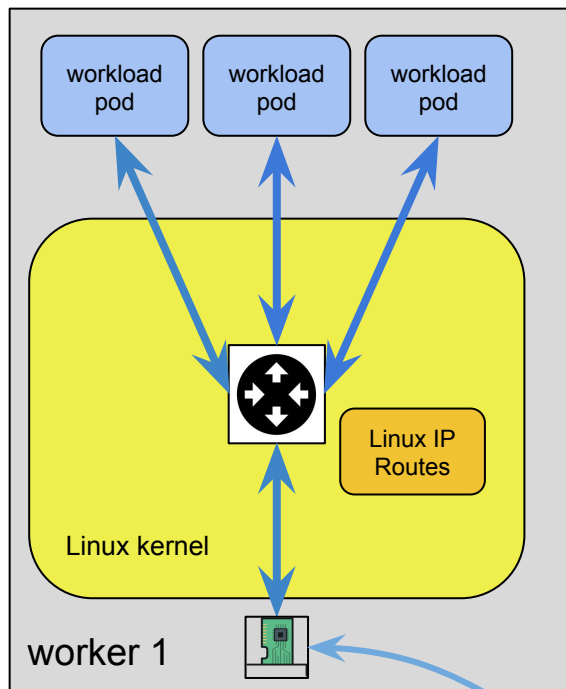 workload
pod
workload
pod
workload
pod
Linux IP
Routes
Linux kernel
worker 1